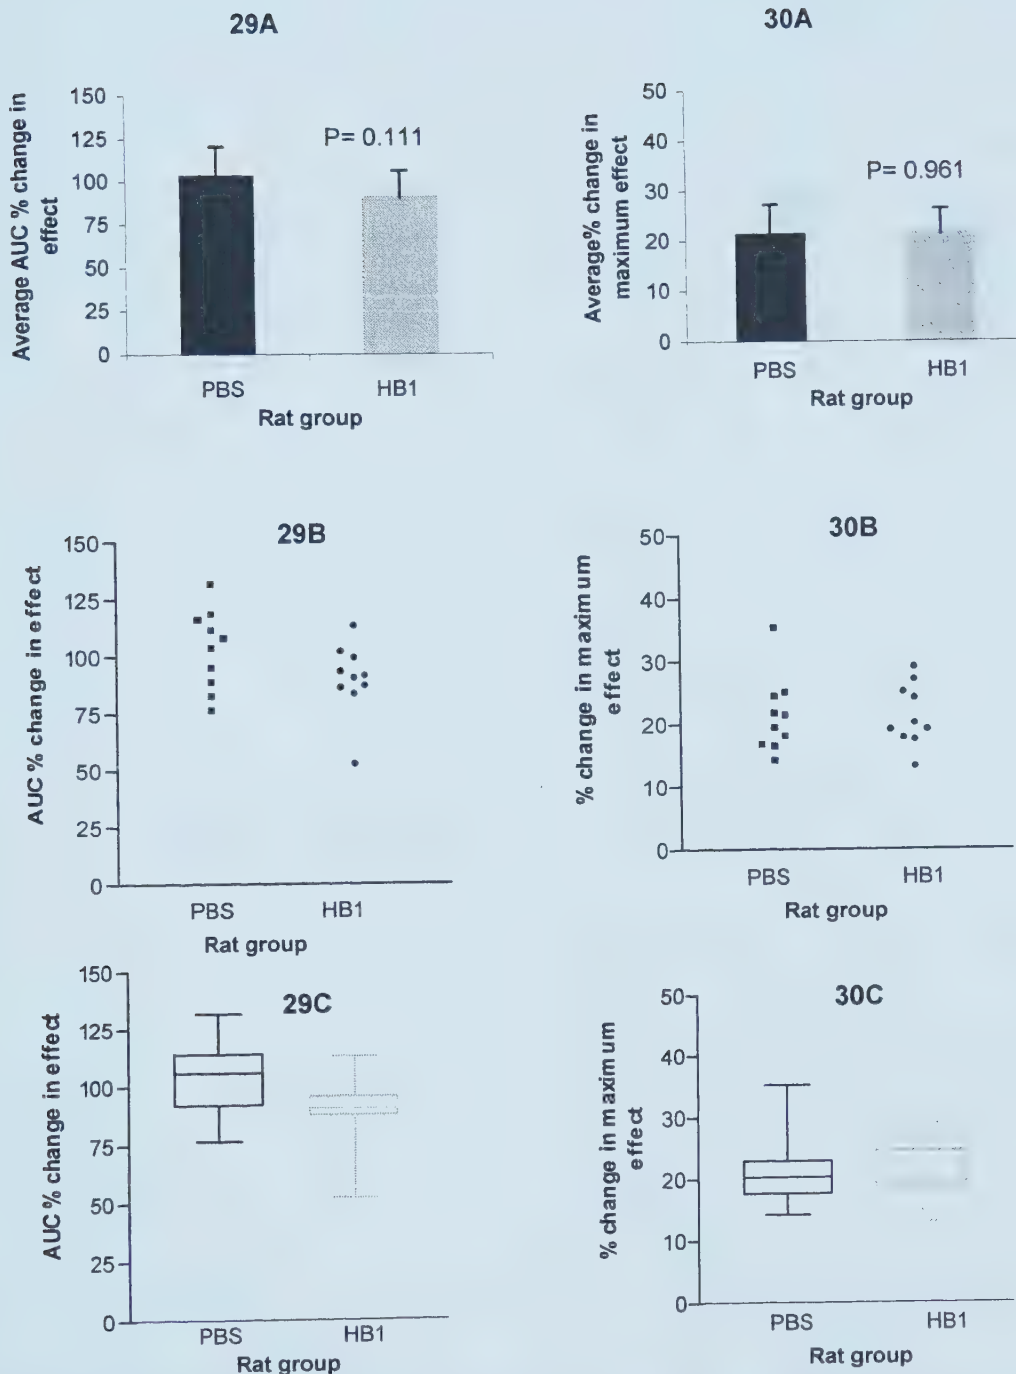 29A
Average AUC % change in
effect
150
125
100
75
50
25
0
P= 0.111
PBS
HB1
Rat group
30A
Average% change in
maximum effect
50
40
30
20
10
0
P= 0.961
PBS
HB1
Rat group
29B
AUC % change in effect
150
125
100
75
50
25
0
PBS
HB1
Rat group
30B
% change in maximum
effect
50
40
30
20
10
0
PBS
HB1
Rat group
29C
AUC % change in effect
150
125
100
75
50
25
0
PBS
HB1
Rat group
30C
% change in maximum
effect
50
40
30
20
10
0
PBS
HB1
Rat group